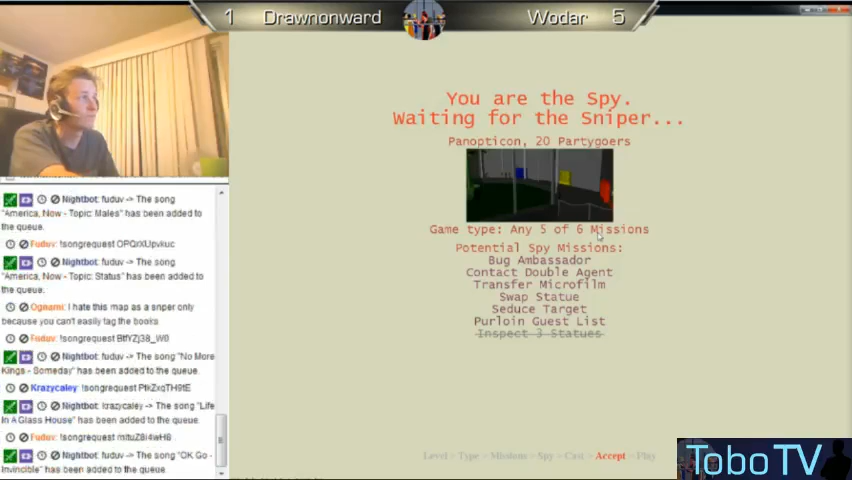 1 Drawnonward Wodar 5
You are the Spy.
Waiting for the Sniper...
Panopticon, 20 Partygoers
Game type: Any 5 of 6 Missions
Potential Spy Missions:
Bug Ambassador
Contact Double Agent
Transfer Microfilm
Swap Statue
Seduce Target
Purloin Guest List
Inspect 3 Statues
Level > Type > Missions > Spy > Cast > Accept > Play
Nightbot: fuduv -> The song
"America, Now - Topic: Males" has been added to
the queue.
Fuduv: !songrequest
Nightbot: fuduv -> The song
"America, Now - Topic: Status" has been added to
the queue.
Ognami: I hate this map as a sniper only
because you can't easily tag the books
Fuduv: !songrequest
Nightbot: fuduv -> The song "No More
Kings - Someday" has been added to the queue.
Krazycaley: !songrequest
Nightbot: krazycaley -> The song "Life
In A Glass House" has been added to the queue.
Fuduv: !songrequest
Nightbot: fuduv -> The song "OK Go -
Invincible" has been added to the queue.
ToboTV